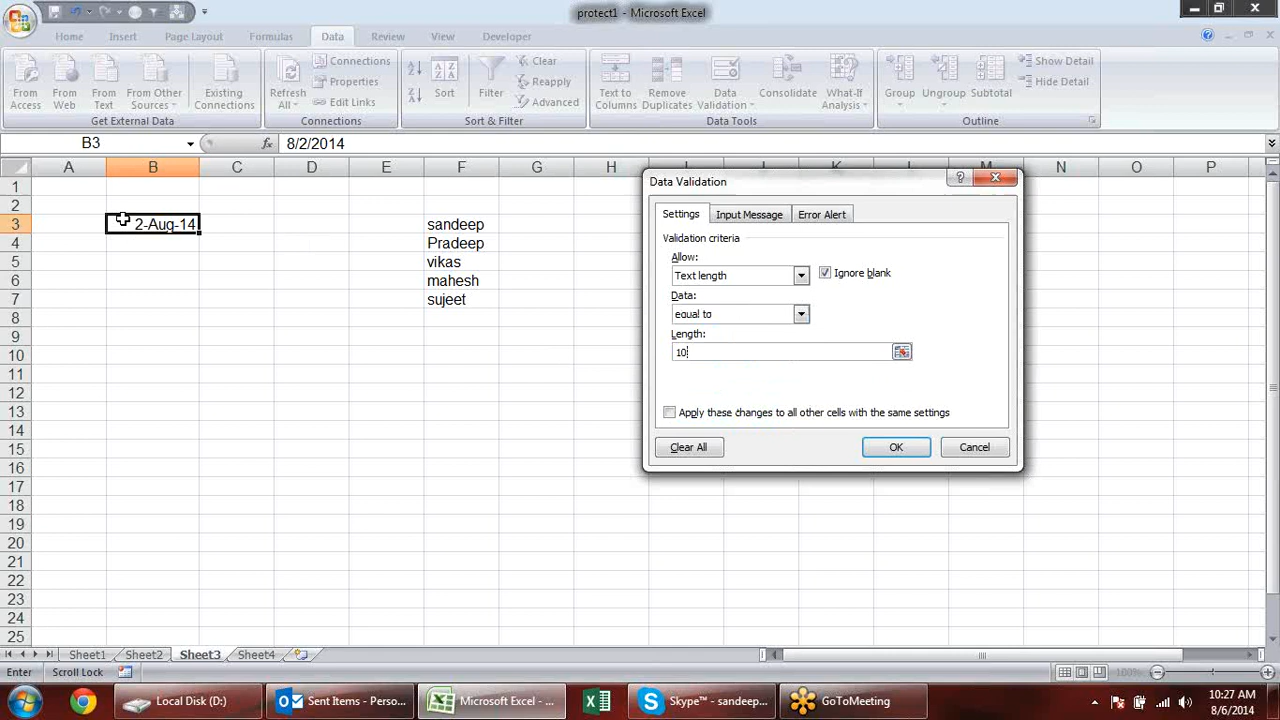 protect1 - Microsoft Excel
Home Insert Page Layout Formulas Data Review View Developer
From Access
From Web
From Text
From Other Sources
Existing Connections
Get External Data
Refresh All
Connections
Properties
Edit Links
Connections
Sort
Filter
Clear
Reapply
Advanced
Sort & Filter
Text to Columns
Remove Duplicates
Data Validation
Consolidate
What-If Analysis
Data Tools
Group
Ungroup
Subtotal
Show Detail
Hide Detail
Outline
B3 fx 8/2/2014
A B C D E F G H N O P
1
2
3 2-Aug-14 sandeep
4 Pradeep
5 vikas
6 mahesh
7 sujeet
8
9
10
11
12
13
14
15
16
17
18
19
20
21
22
23
24
25
Data Validation
Settings Input Message Error Alert
Validation criteria
Allow:
Text length Ignore blank
Data:
equal to
Length:
10
Apply these changes to all other cells with the same settings
Clear All OK Cancel
Sheet1 Sheet2 Sheet3 Sheet4
Enter Scroll Lock 100%
Local Disk (D:) Sent Items - Perso... Microsoft Excel - ... Skype™ - sandeep... GoToMeeting
10:27 AM
8/6/2014